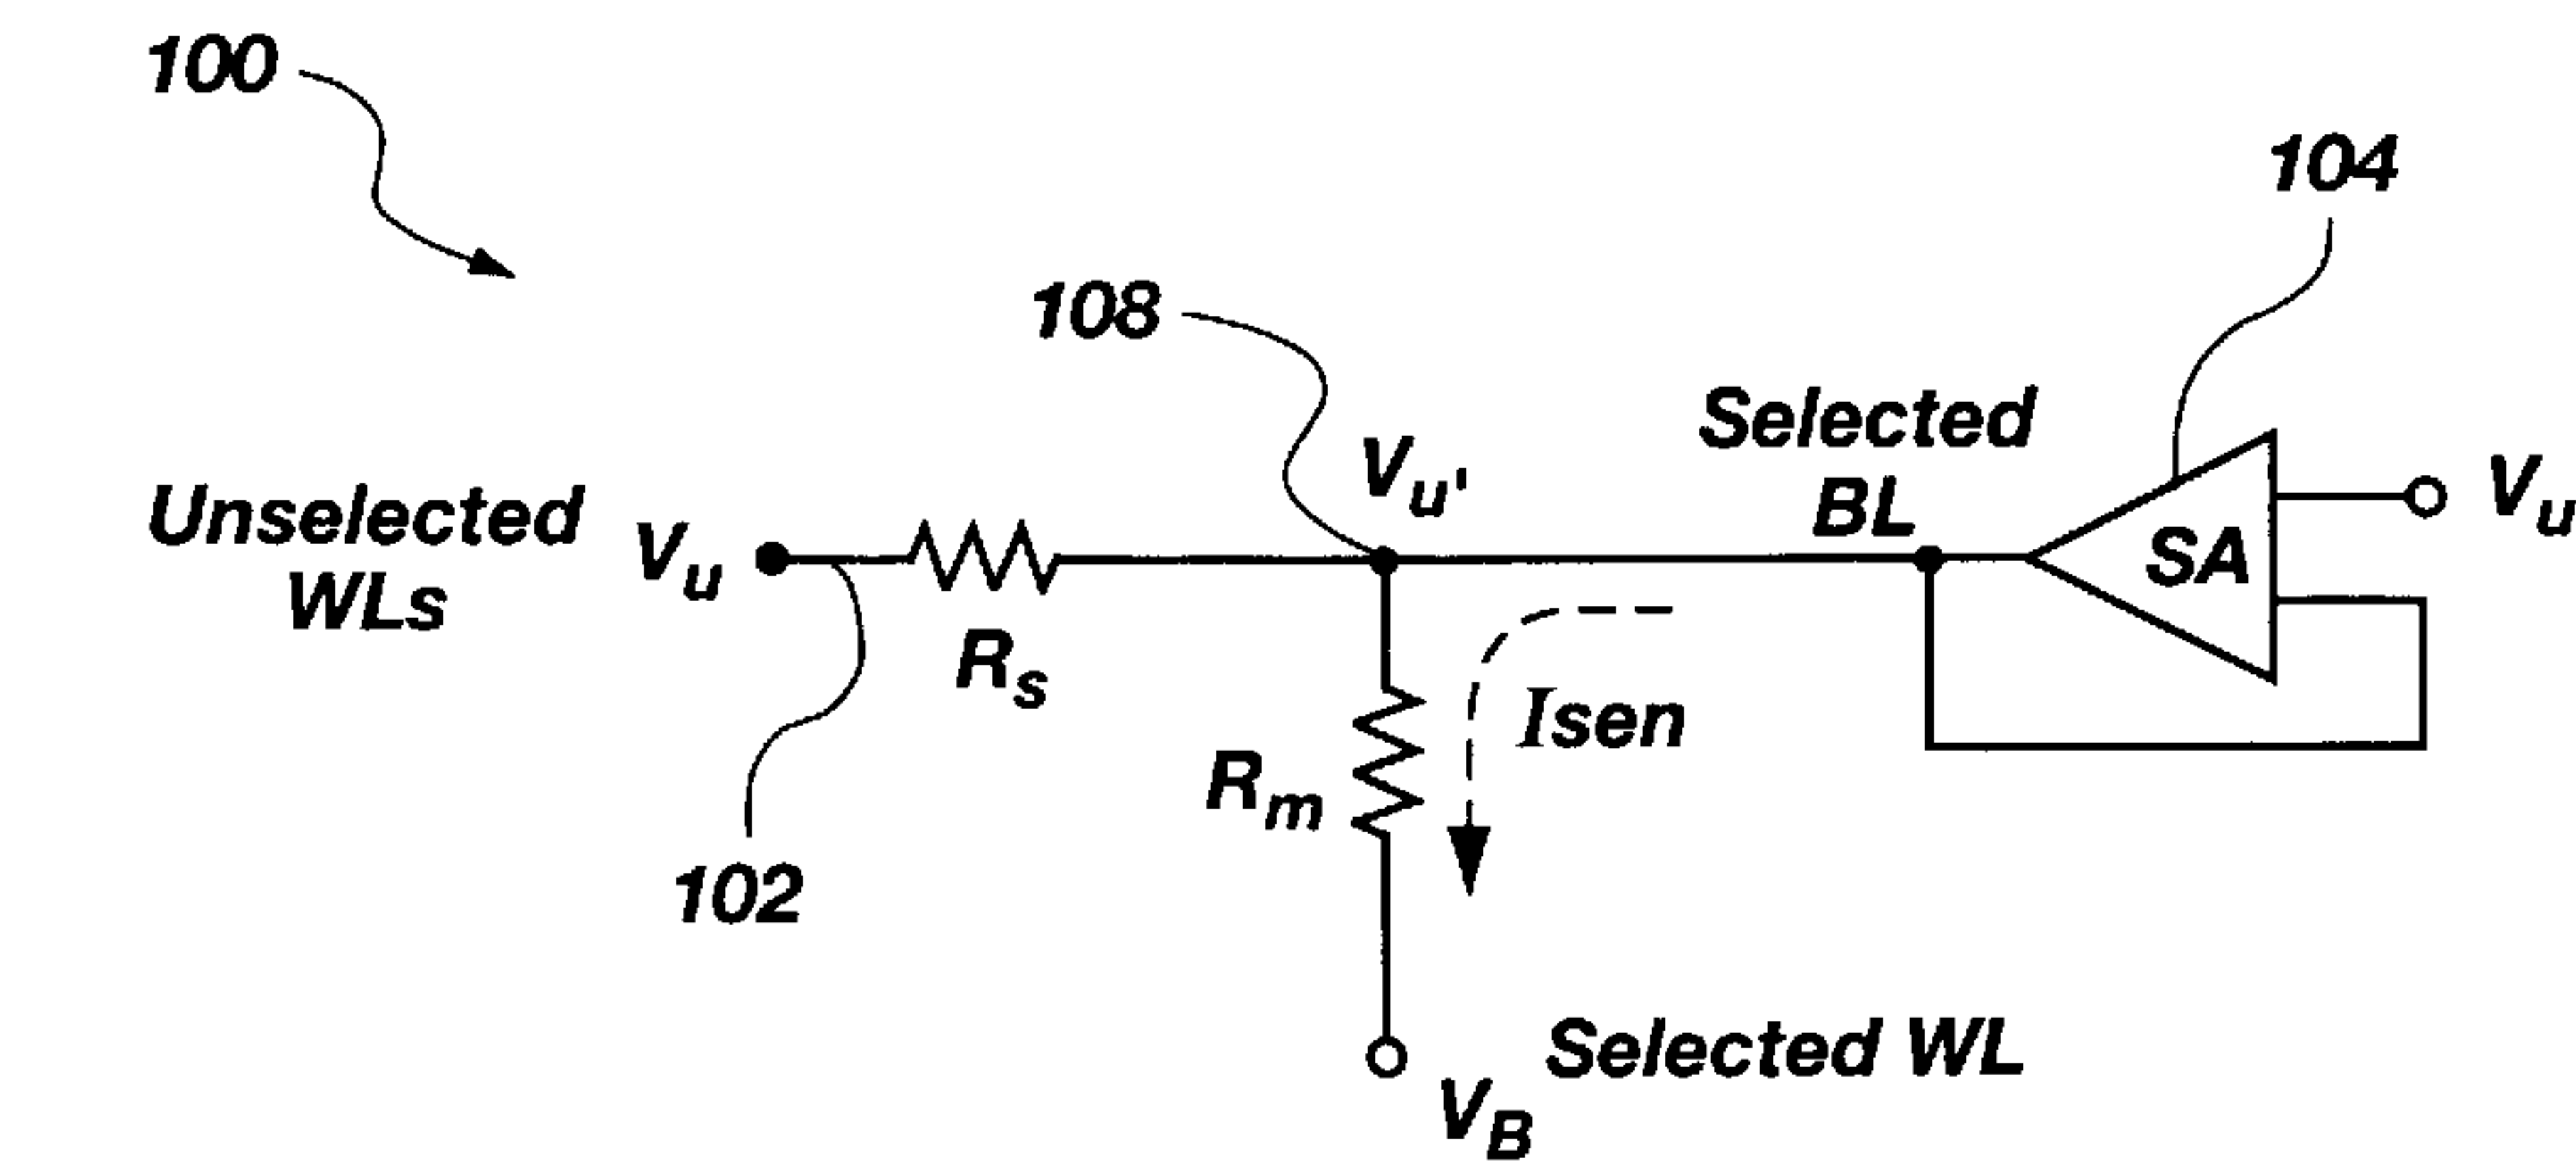 100
104
108
Selected
BL
Vu'
Vu
SA
Unselected
WLs
Vu
Rs
Isen
Rm
102
Selected WL
VB